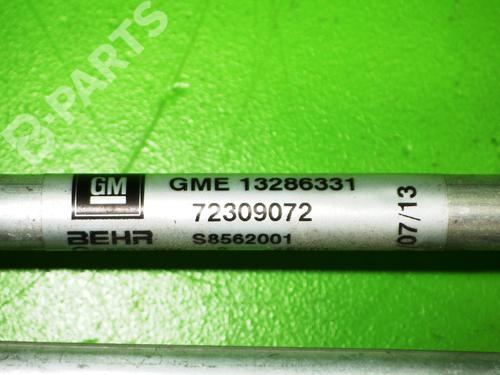 B-PARTS
GM
GME 13286331
72309072
BEHR
S8562001
/07/13